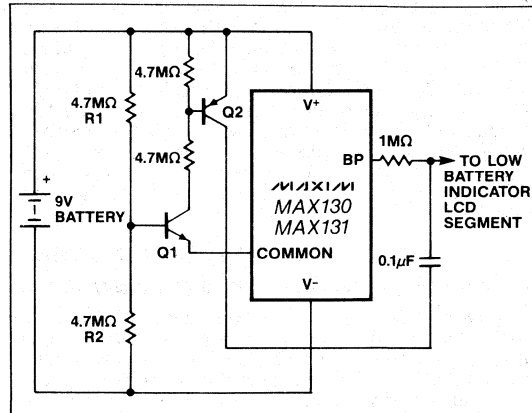 4.7MΩ
4.7MΩ
R1
Q2
V+
1MΩ
4.7MΩ
BP
TO LOW
BATTERY
INDICATOR
LCD
SEGMENT
+
9V
BATTERY
MAXIM
MAX130
MAX131
Q1
COMMON
0.1µF
V−
4.7MΩ
R2